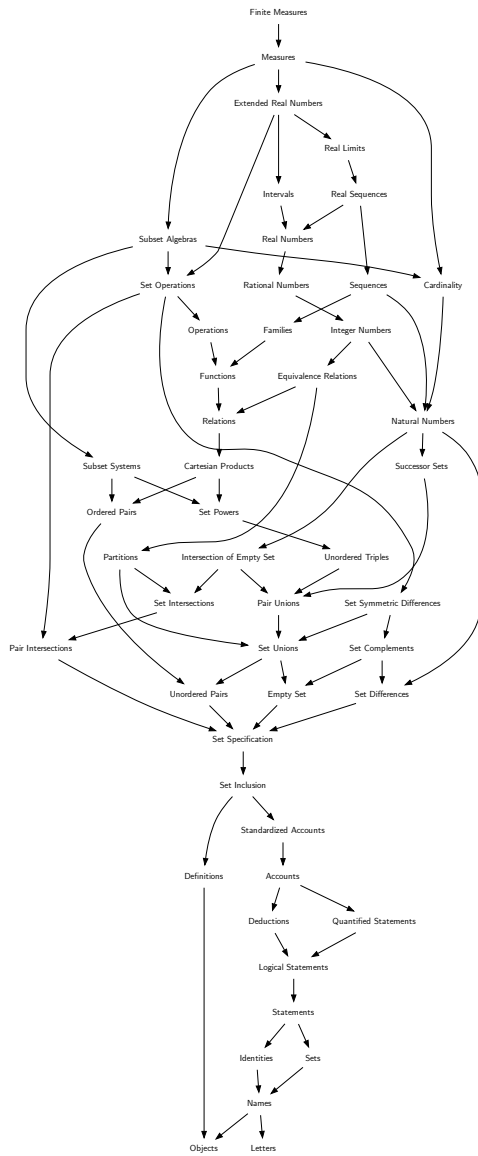 Finite Measures
Measures
Extended Real Numbers
Real Limits
Intervals
Real Sequences
Subset Algebras
Real Numbers
Set Operations
Rational Numbers
Sequences
Cardinality
Operations
Families
Integer Numbers
Functions
Equivalence Relations
Relations
Natural Numbers
Subset Systems
Cartesian Products
Successor Sets
Ordered Pairs
Set Powers
Partitions
Intersection of Empty Set
Unordered Triples
Set Intersections
Pair Unions
Set Symmetric Differences
Pair Intersections
Set Unions
Set Complements
Unordered Pairs
Empty Set
Set Differences
Set Specification
Set Inclusion
Standardized Accounts
Definitions
Accounts
Deductions
Quantified Statements
Logical Statements
Statements
Identities
Sets
Names
Objects
Letters